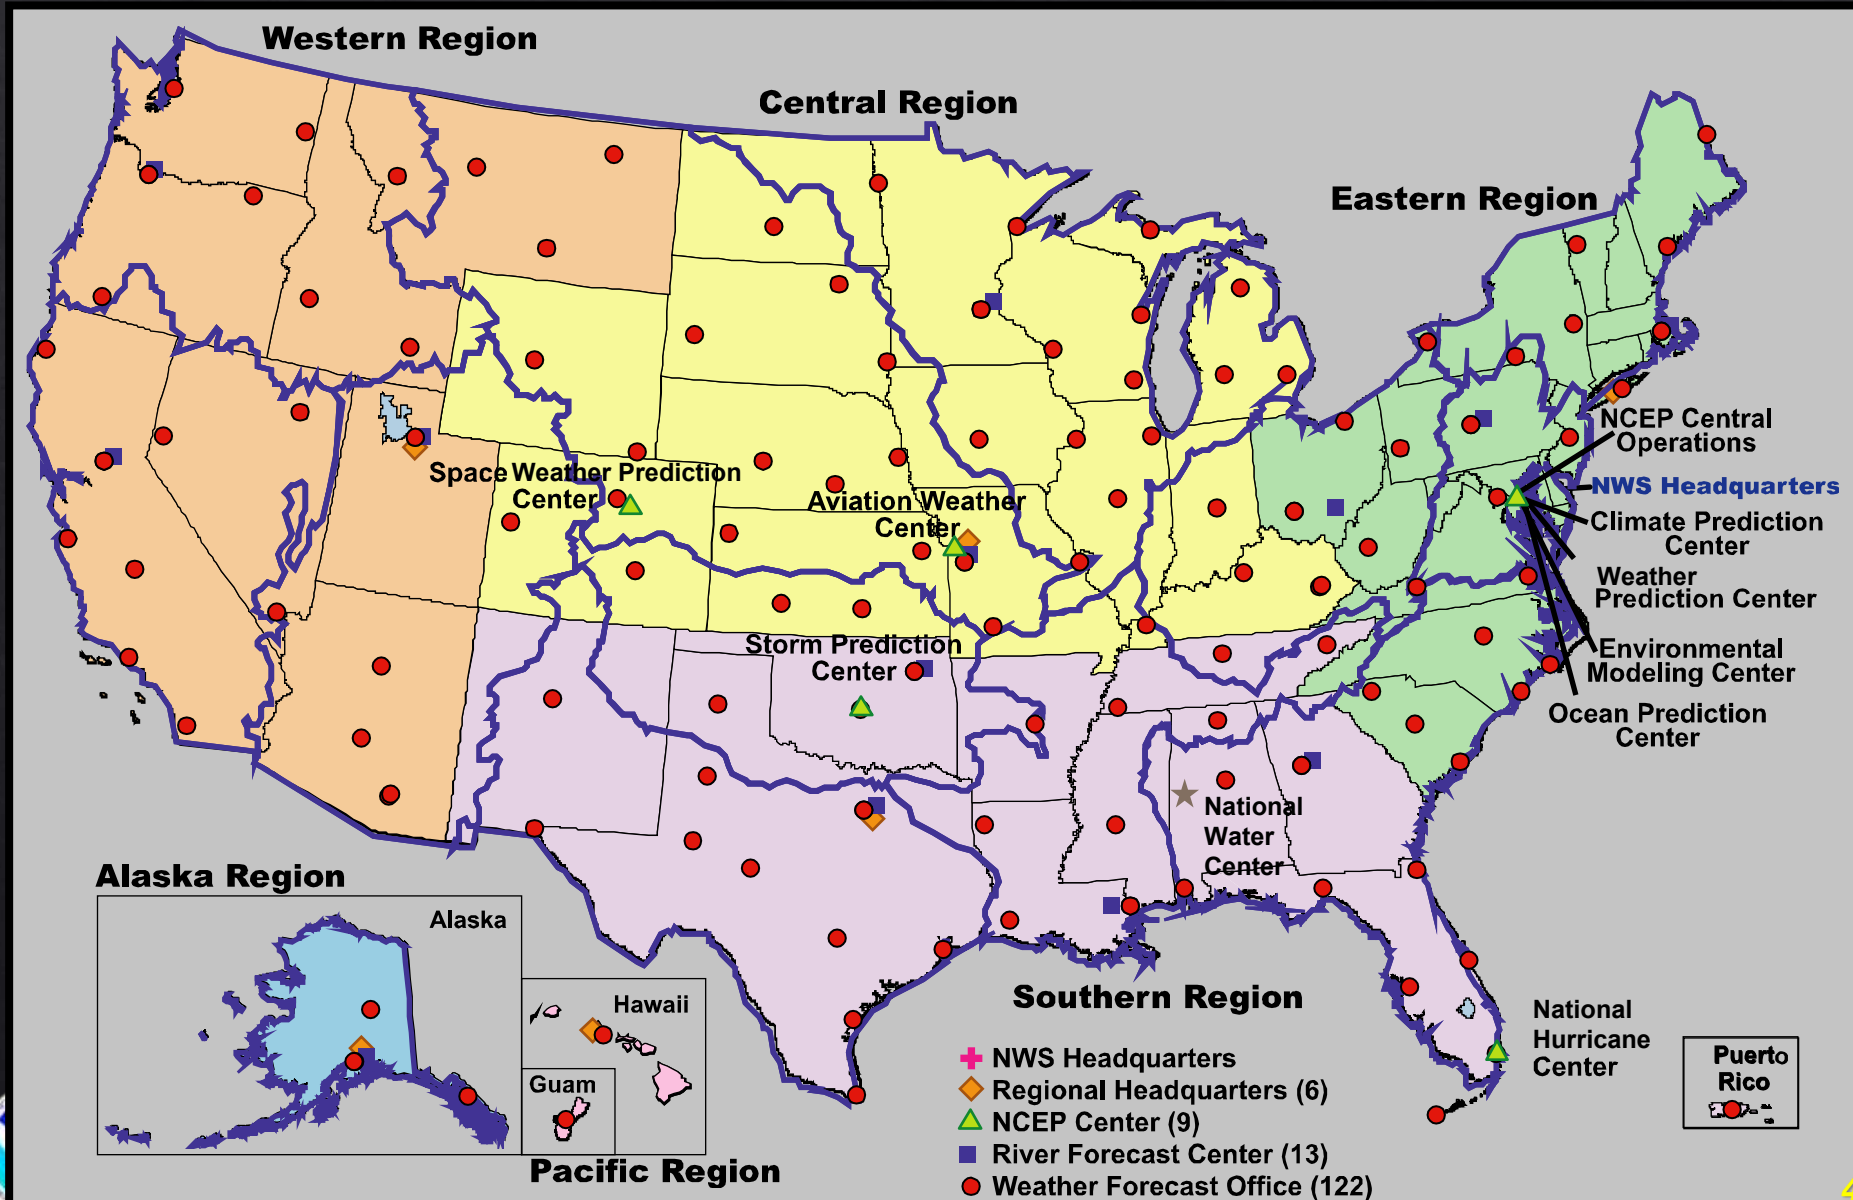 Western Region
Central Region
Eastern Region
NCEP Central
Operations
NWS Headquarters
Climate Prediction
Center
Weather
Prediction Center
Environmental
Modeling Center
Ocean Prediction
Center
Space Weather Prediction
Center
Aviation Weather
Center
Storm Prediction
Center
National
Water
Center
Alaska Region
Alaska
Hawaii
Guam
Pacific Region
Southern Region
National
Hurricane
Center
Puerto
Rico
NWS Headquarters
Regional Headquarters (6)
NCEP Center (9)
River Forecast Center (13)
Weather Forecast Office (122)